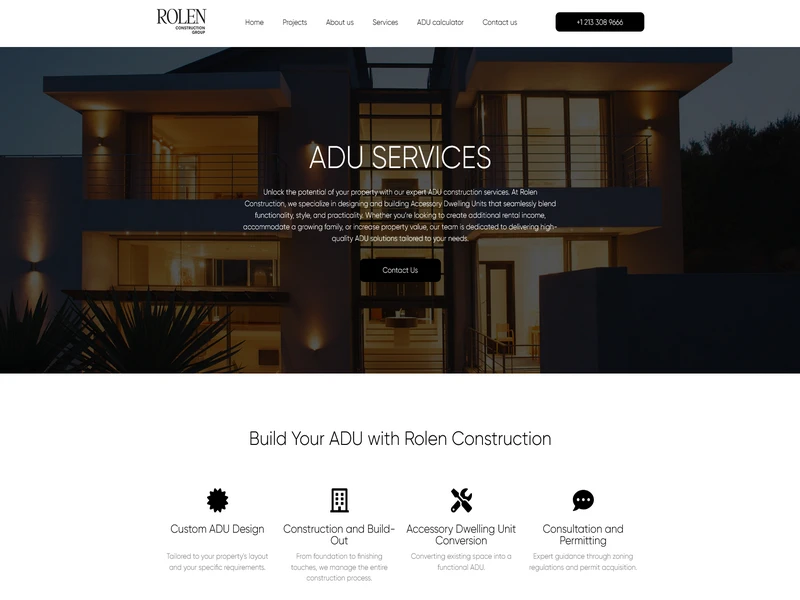 ROLEN
CONSTRUCTION
GROUP
Home Projects About us Services ADU calculator Contact us
+1 213 308 9666
ADU SERVICES
Unlock the potential of your property with our expert ADU construction services. At Rolen
Construction, we specialize in designing and building Accessory Dwelling Units that seamlessly blend
functionality, style, and practicality. Whether you're looking to create additional rental income,
accommodate a growing family, or increase property value, our team is dedicated to delivering high-
quality ADU solutions tailored to your needs.
Contact Us
Build Your ADU with Rolen Construction
Custom ADU Design
Tailored to your property's layout
and your specific requirements.
Construction and Build-
Out
From foundation to finishing
touches, we manage the entire
construction process.
Accessory Dwelling Unit
Conversion
Converting existing space into a
functional ADU.
Consultation and
Permitting
Expert guidance through zoning
regulations and permit acquisition.